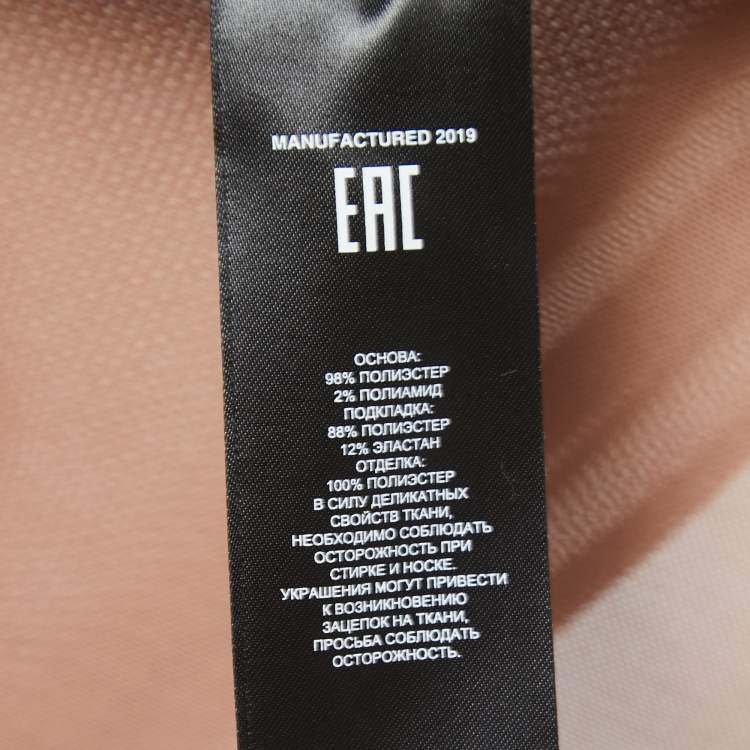 MANUFACTURED 2019
EAC
ОСНОВА:
98% ПОЛИЭСТЕР
2% ПОЛИАМИД
ПОДКЛАДКА:
88% ПОЛИЭСТЕР
12% ЭЛАСТАН
ОТДЕЛКА:
100% ПОЛИЭСТЕР
В СИЛУ ДЕЛИКАТНЫХ
СВОЙСТВ ТКАНИ,
НЕОБХОДИМО СОБЛЮДАТЬ
ОСТОРОЖНОСТЬ ПРИ
СТИРКЕ И НОСКЕ.
УКРАШЕНИЯ МОГУТ ПРИВЕСТИ
К ВОЗНИКНОВЕНИЮ
ЗАЦЕПОК НА ТКАНИ,
ПРОСЬБА СОБЛЮДАТЬ
ОСТОРОЖНОСТЬ.